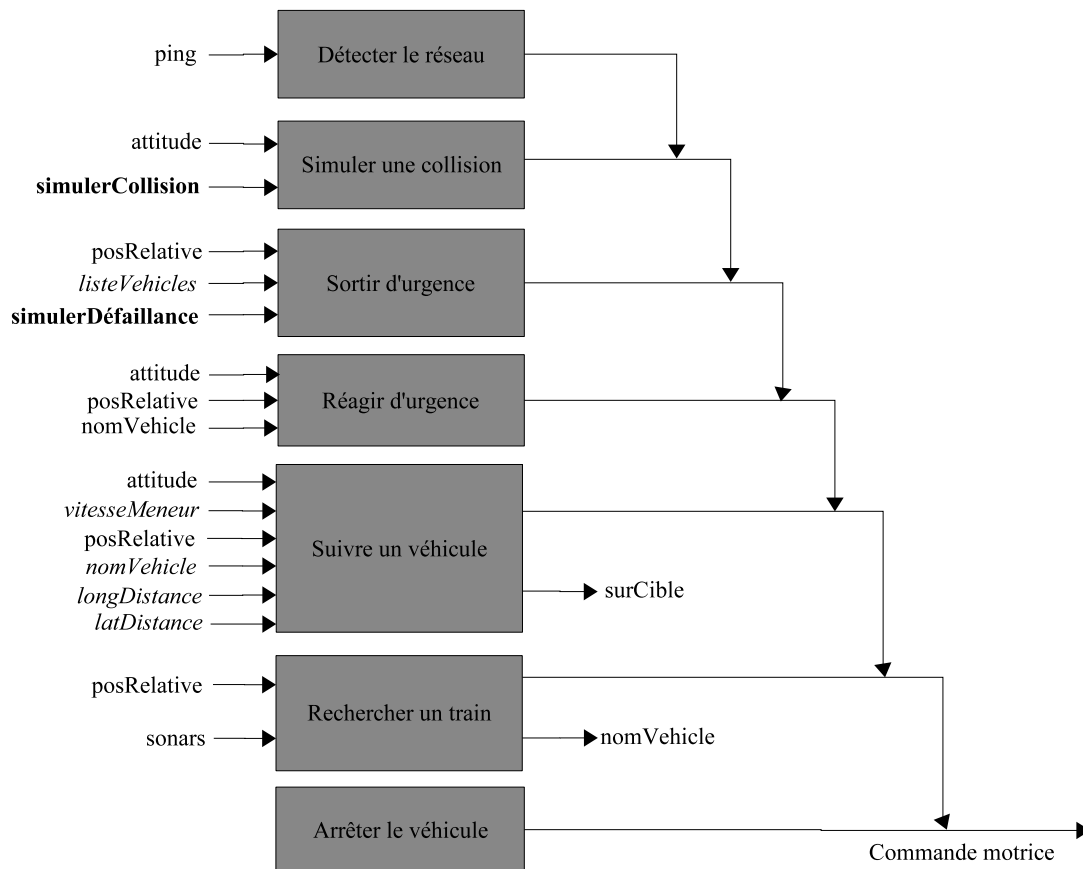 ping
Détecter le réseau
attitude
simulerCollision
Simuler une collision
posRelative
listeVehicles
simulerDéfaillance
Sortir d'urgence
attitude
posRelative
nomVehicle
Réagir d'urgence
attitude
vitesseMeneur
posRelative
nomVehicle
longDistance
latDistance
Suivre un véhicule
surCible
posRelative
sonars
Rechercher un train
nomVehicle
Arrêter le véhicule
Commande motrice